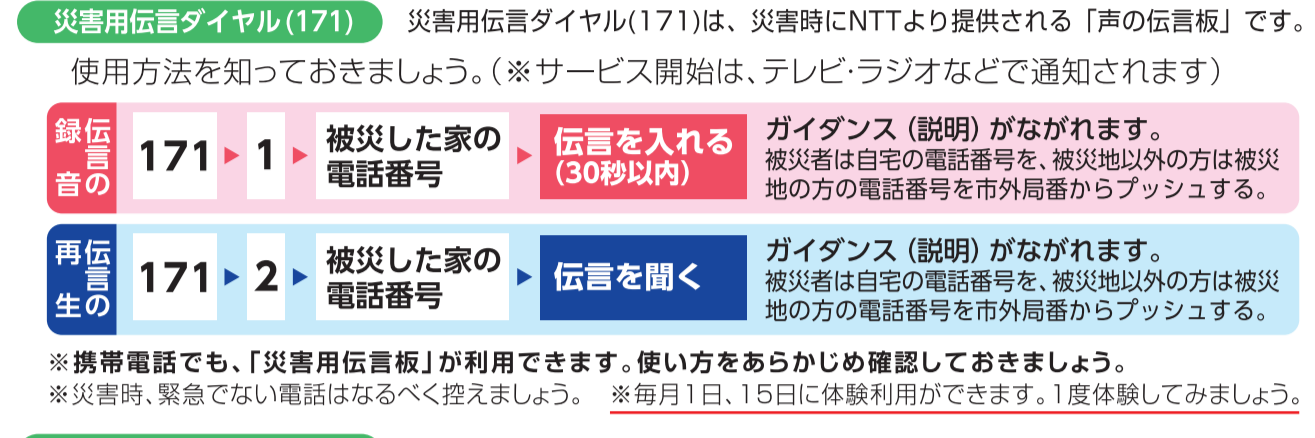 災害用伝言ダイヤル(171)
災害用伝言ダイヤル(171)は、災害時にNTTより提供される「声の伝言板」です。
使用方法を知っておきましょう。(※サービス開始は、テレビ・ラジオなどで通知されます)
伝言の
録音
171 ▶ 1 ▶
被災した家の
電話番号
▶
伝言を入れる
(30秒以内)
ガイダンス(説明)がながれます。
被災者は自宅の電話番号を、被災地以外の方は被災
地の方の電話番号を市外局番からプッシュする。
伝言の
再生
171 ▶ 2 ▶
被災した家の
電話番号
▶
伝言を聞く
ガイダンス(説明)がながれます。
被災者は自宅の電話番号を、被災地以外の方は被災
地の方の電話番号を市外局番からプッシュする。
※携帯電話でも、「災害用伝言板」が利用できます。使い方をあらかじめ確認しておきましょう。
※災害時、緊急でない電話はなるべく控えましょう。 ※毎月1日、15日に体験利用ができます。1度体験してみましょう。